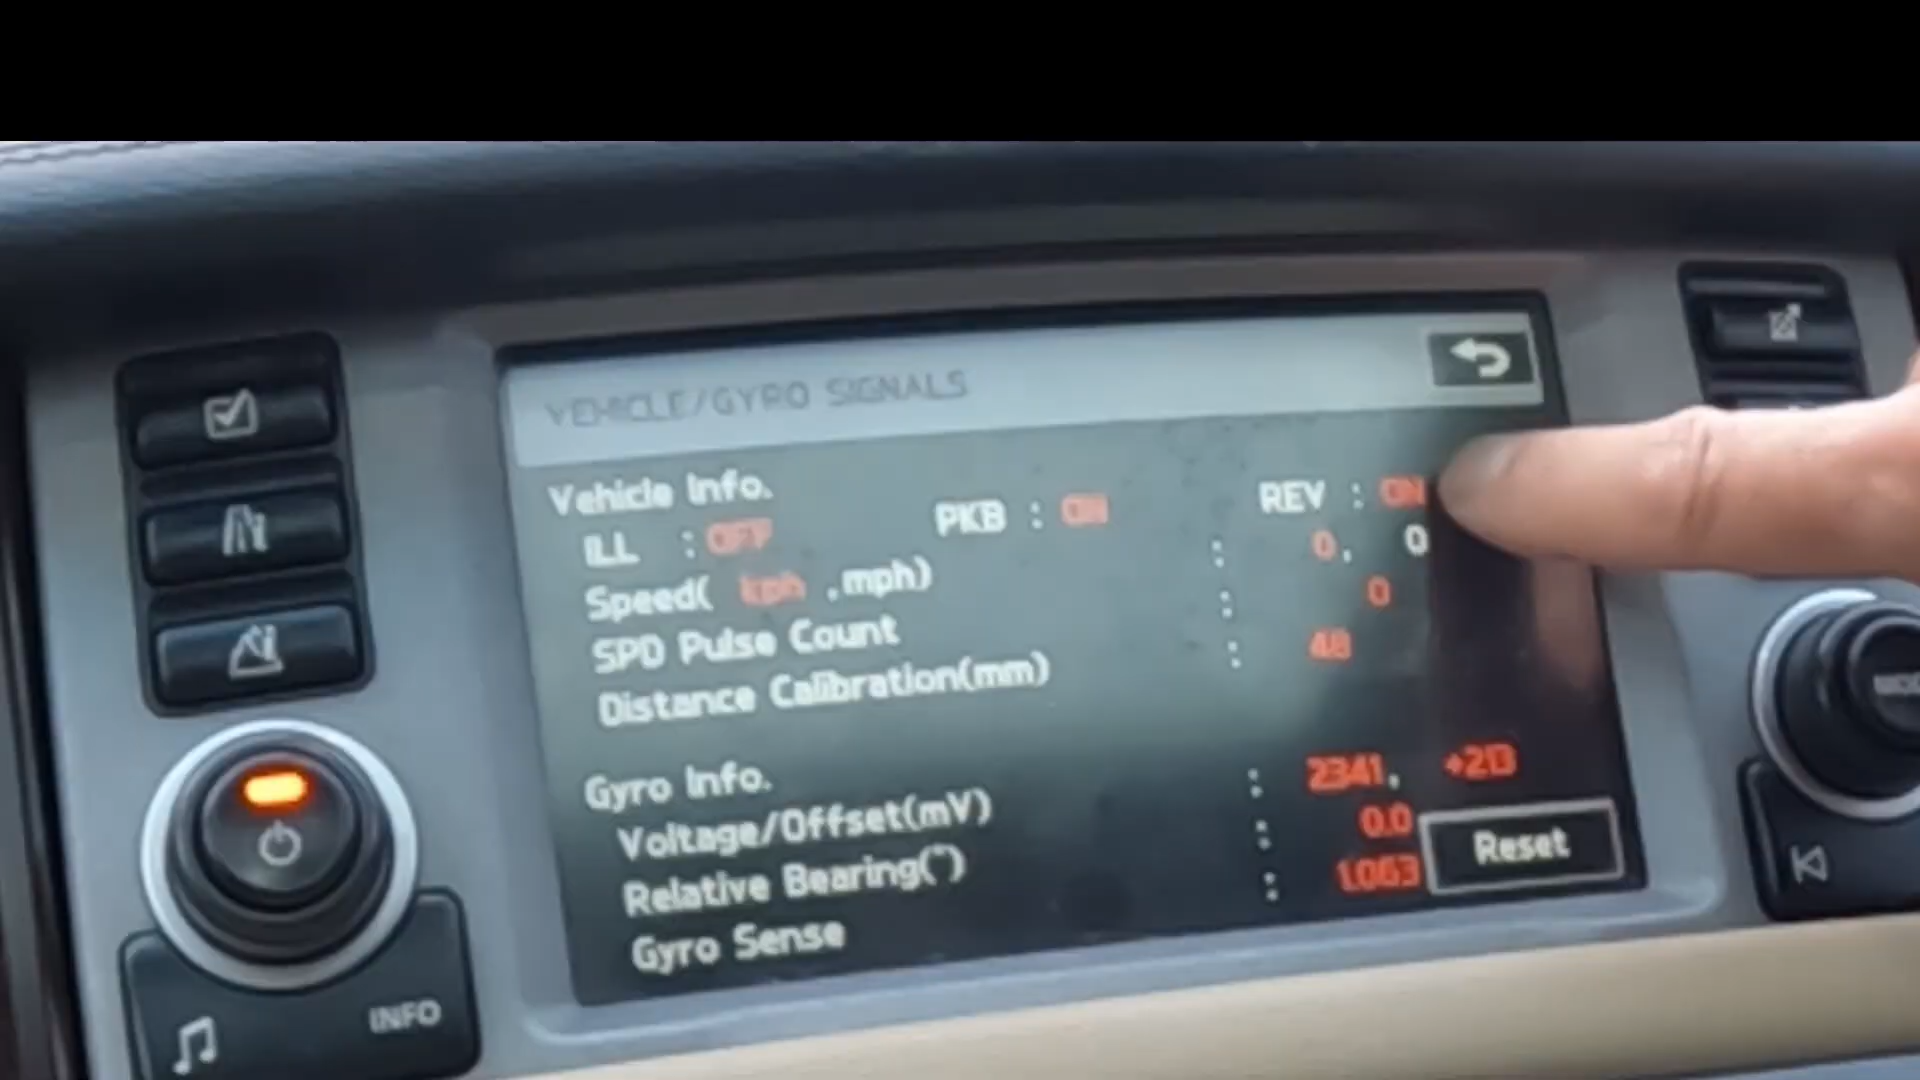 VEHICLE/GYRO SIGNALS
Vehicle Info.
ILL : OFF PKB : ON REV : ON
Speed( kph ,mph) : 0, 0
SPD Pulse Count : 0
Distance Calibration(mm) : 48
Gyro Info.
Voltage/Offset(mV) : 2341, +213
Relative Bearing(°) : 0.0
Gyro Sense : 1.063
Reset
INFO